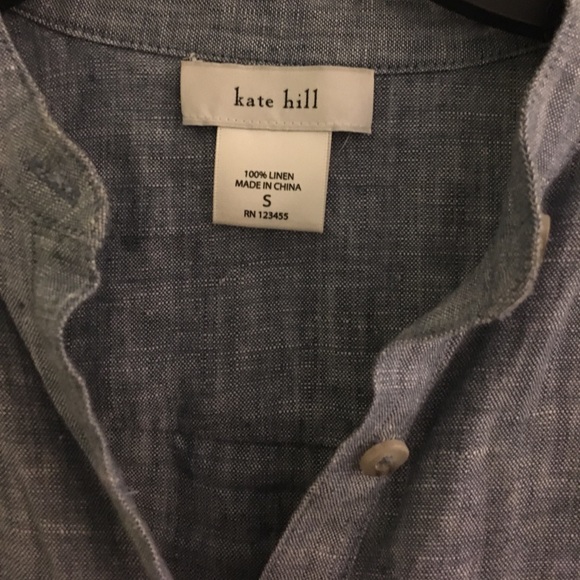 kate hill
100% LINEN
MADE IN CHINA
S
RN 123455